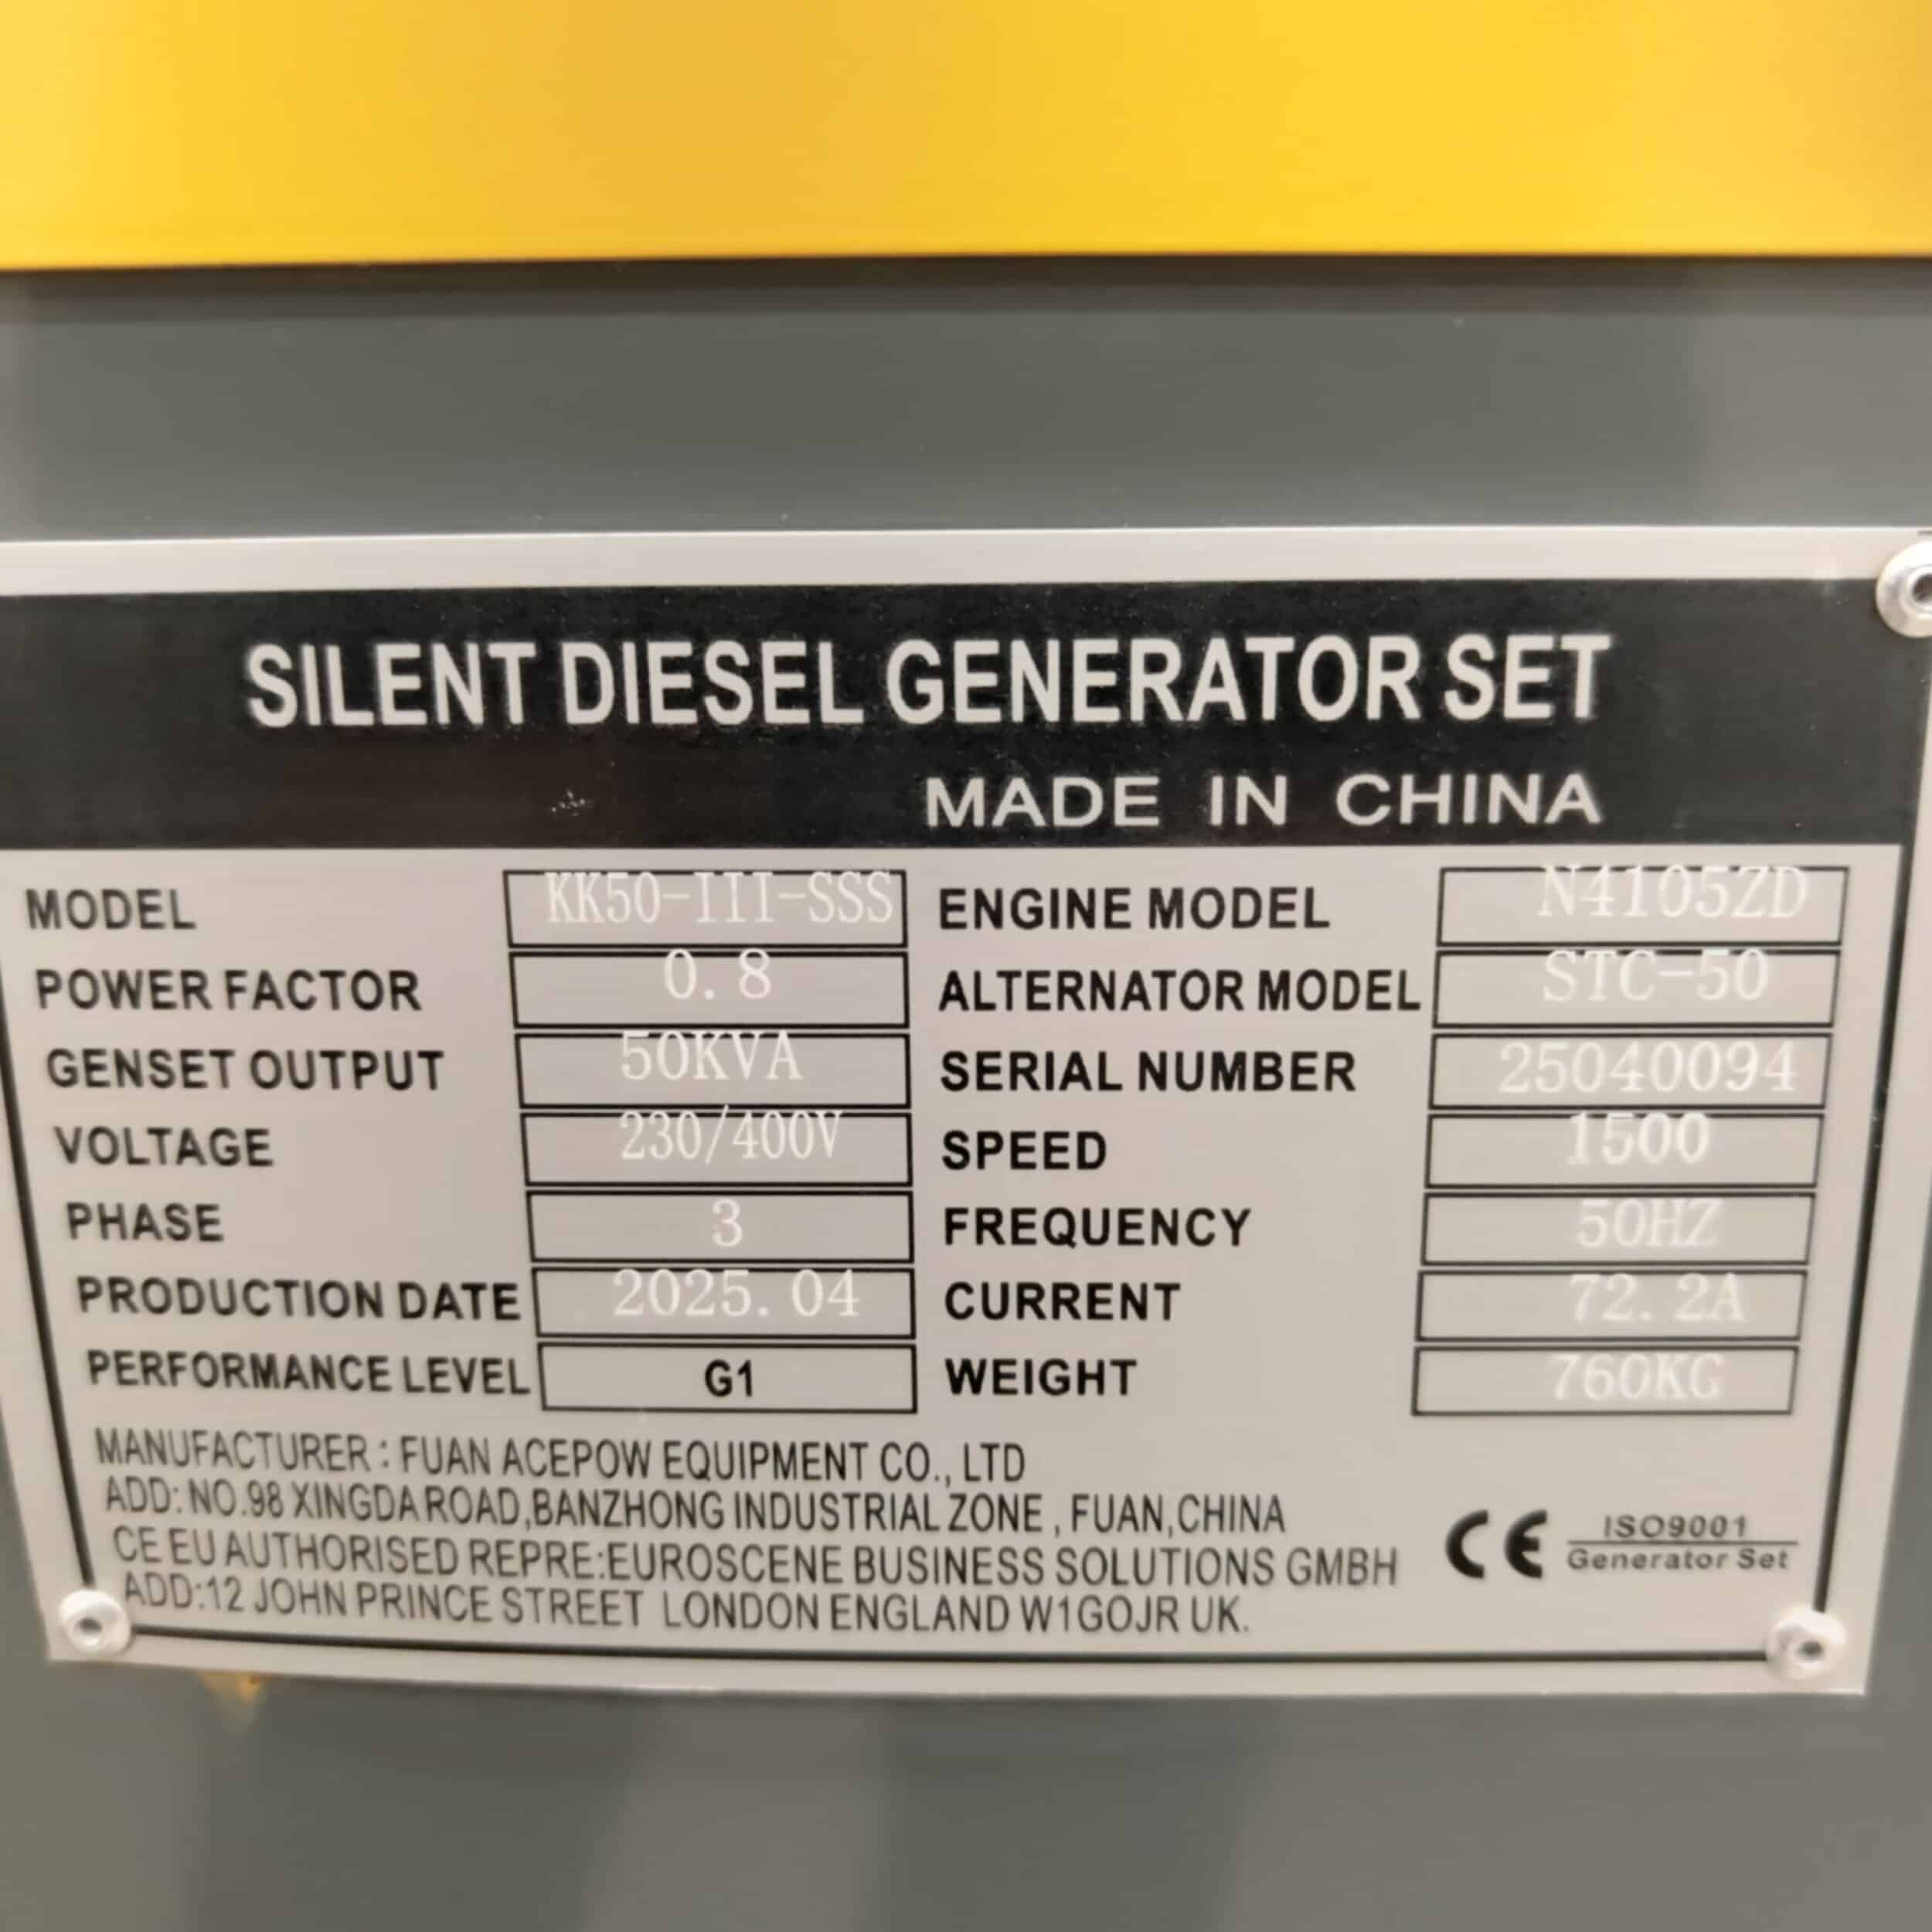 SILENT DIESEL GENERATOR SET
MADE IN CHINA
MODEL KK50-III-SSS ENGINE MODEL N4105ZD
POWER FACTOR 0.8 ALTERNATOR MODEL STC-50
GENSET OUTPUT 50KVA SERIAL NUMBER 25040094
VOLTAGE 230/400V SPEED 1500
PHASE 3 FREQUENCY 50HZ
PRODUCTION DATE 2025.04 CURRENT 72.2A
PERFORMANCE LEVEL G1 WEIGHT 760KG
MANUFACTURER: FUAN ACEPOW EQUIPMENT CO., LTD
ADD: NO.98 XINGDA ROAD,BANZHONG INDUSTRIAL ZONE, FUAN,CHINA
CE EU AUTHORISED REPRE:EUROSCENE BUSINESS SOLUTIONS GMBH
ADD:12 JOHN PRINCE STREET LONDON ENGLAND W1GOJR UK.
CE ISO9001
Generator Set